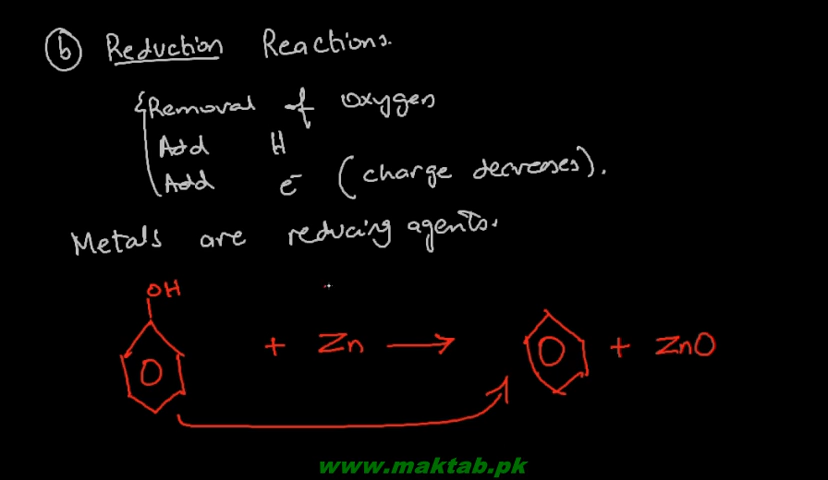 b Reduction Reactions.
Removal of Oxygen
Add H
Add e⁻ (charge decreases).
Metals are reducing agents.
OH
+ Zn → + ZnO
www.maktab.pk